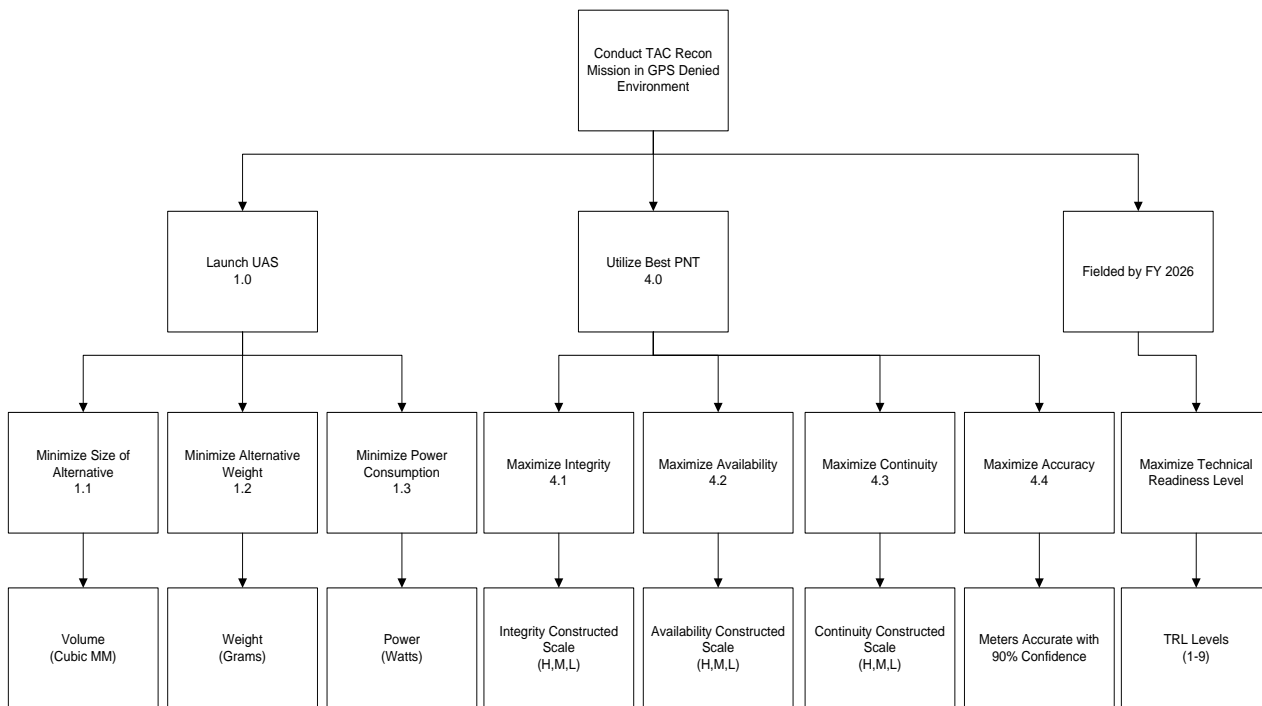 Conduct TAC Recon
Mission in GPS Denied
Environment
Launch UAS
1.0
Utilize Best PNT
4.0
Fielded by FY 2026
Minimize Size of
Alternative
1.1
Minimize Alternative
Weight
1.2
Minimize Power
Consumption
1.3
Maximize Integrity
4.1
Maximize Availability
4.2
Maximize Continuity
4.3
Maximize Accuracy
4.4
Maximize Technical
Readiness Level
Volume
(Cubic MM)
Weight
(Grams)
Power
(Watts)
Integrity Constructed
Scale
(H,M,L)
Availability Constructed
Scale
(H,M,L)
Continuity Constructed
Scale
(H,M,L)
Meters Accurate with
90% Confidence
TRL Levels
(1-9)